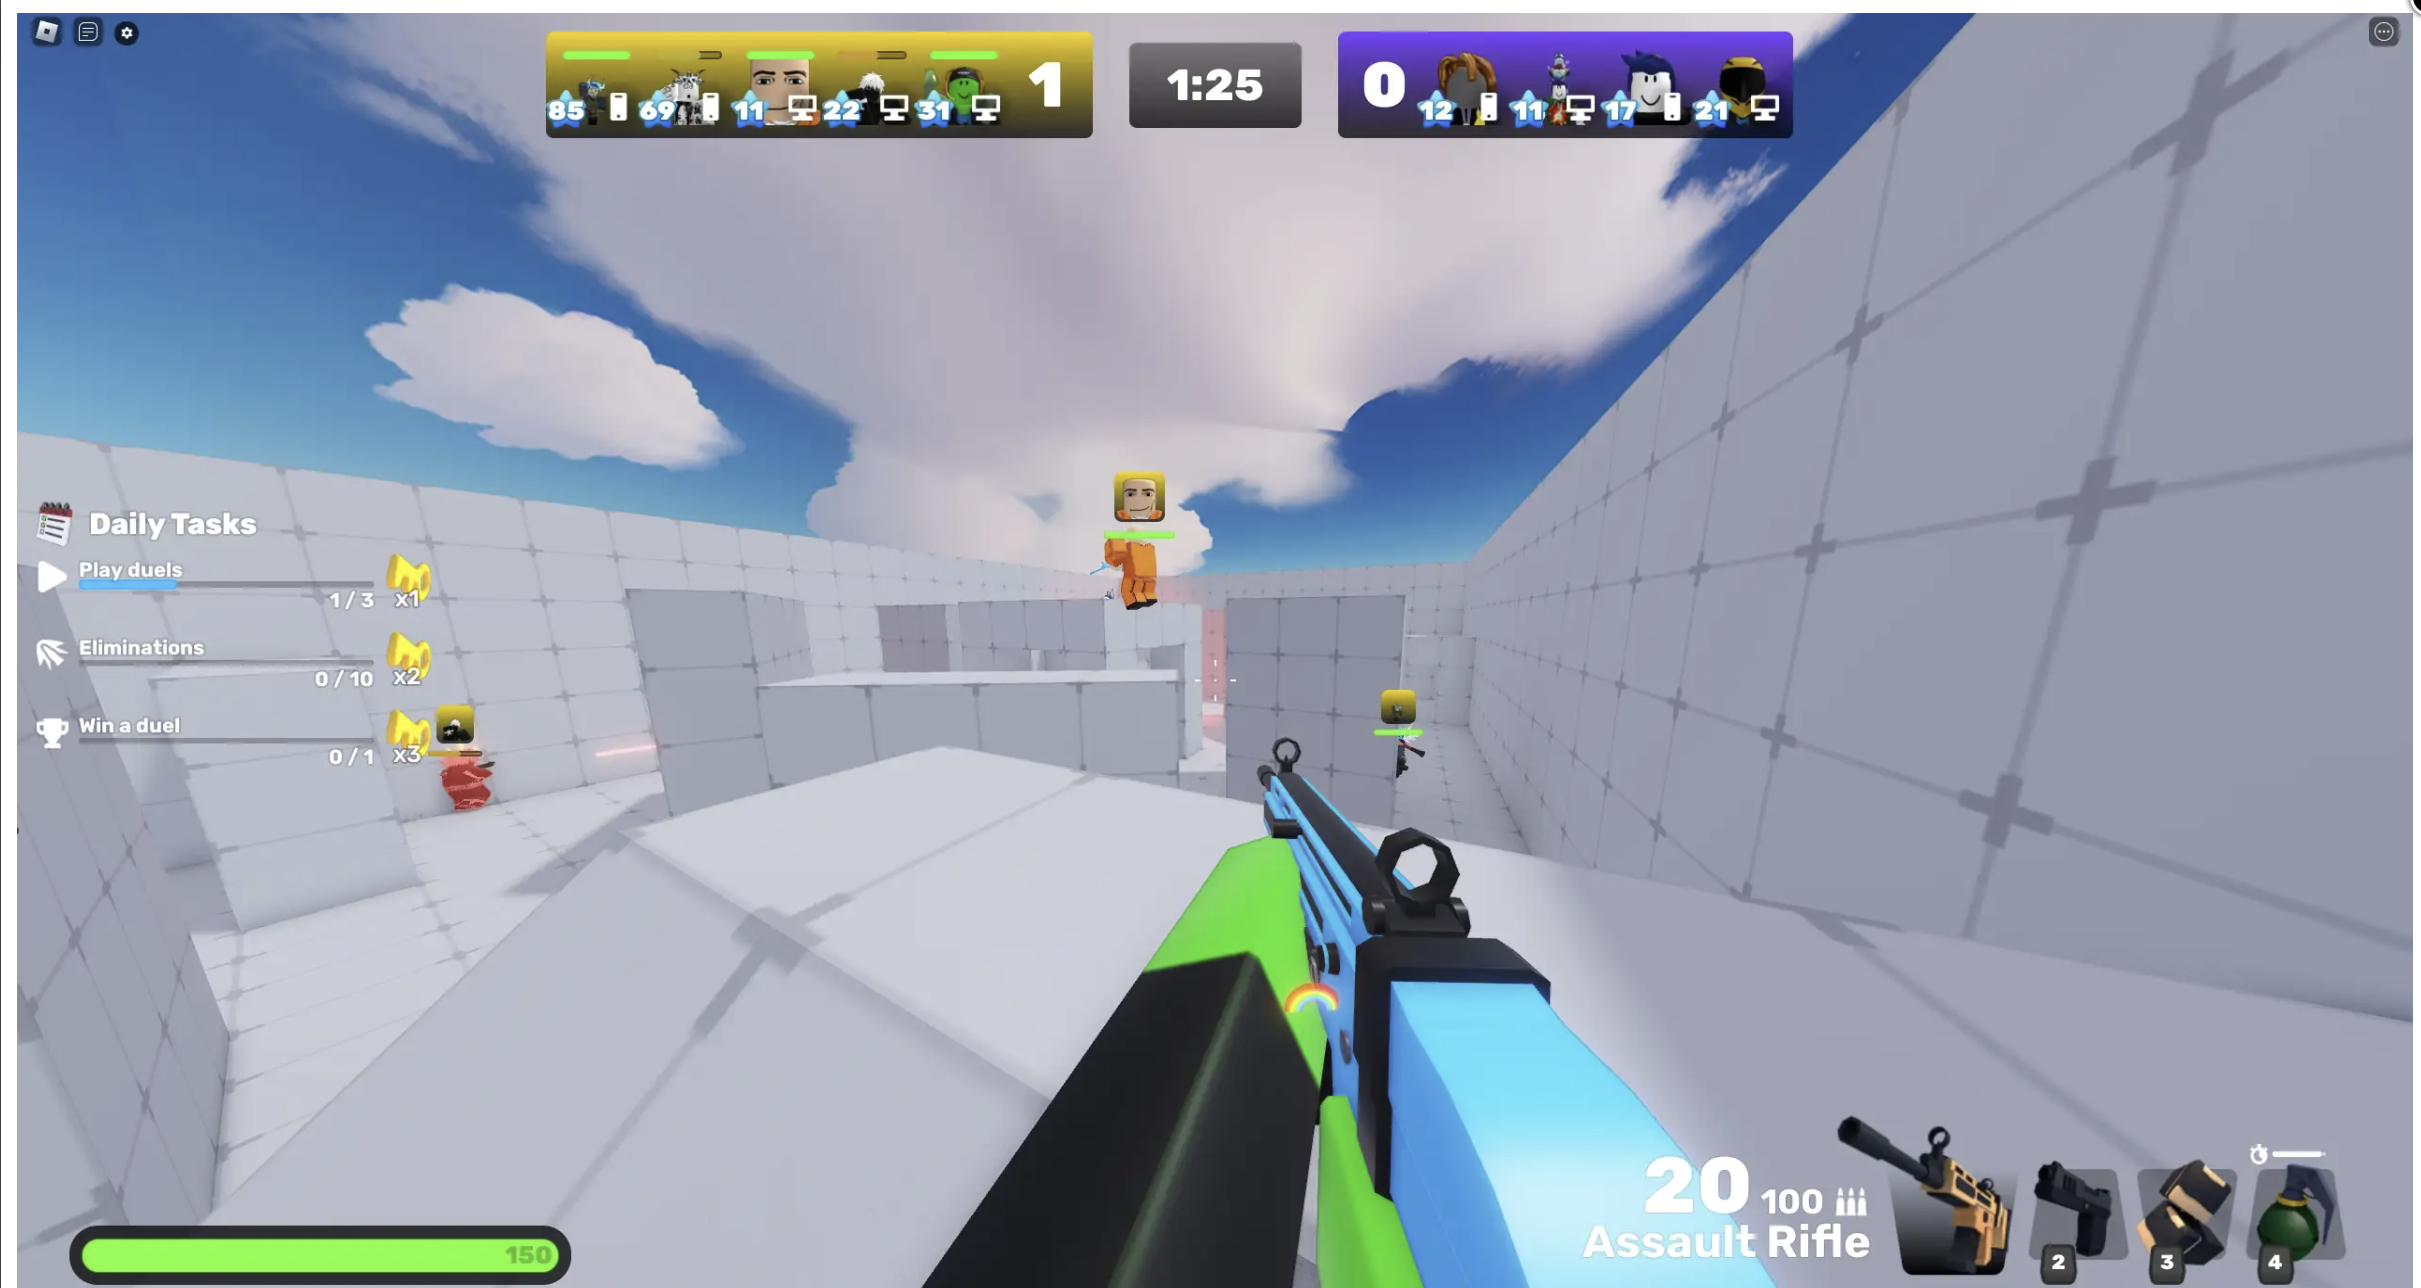 85 69 11 22 31 1
1:25
0 12 11 17 21
Daily Tasks
Play duels
1 / 3 x1
Eliminations
0 / 10 x2
Win a duel
0 / 1 x3
150
20 100
Assault Rifle
2 3 4